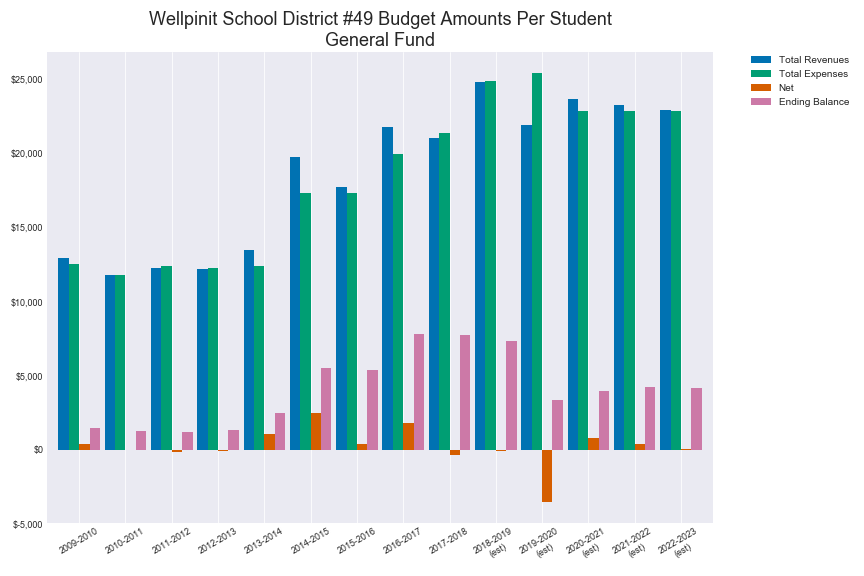 Wellpinit School District #49 Budget Amounts Per Student
General Fund
Total Revenues
Total Expenses
Net
Ending Balance
$25,000
$20,000
$15,000
$10,000
$5,000
$0
$-5,000
2009-2010
2010-2011
2011-2012
2012-2013
2013-2014
2014-2015
2015-2016
2016-2017
2017-2018
2018-2019
(est)
2019-2020
(est)
2020-2021
(est)
2021-2022
(est)
2022-2023
(est)